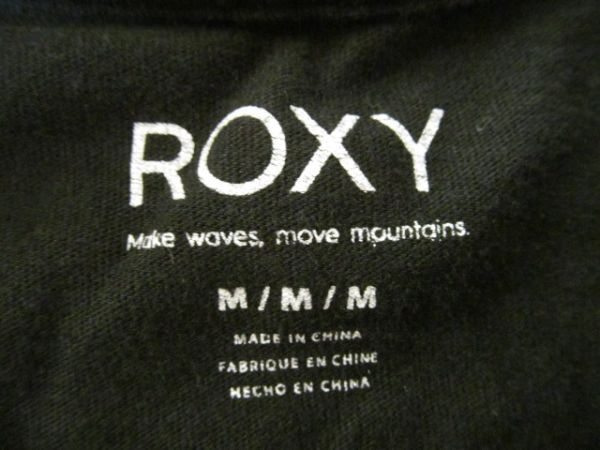 ROXY
Make waves, move mountains.
M / M / M
MADE IN CHINA
FABRIQUE EN CHINE
HECHO EN CHINA